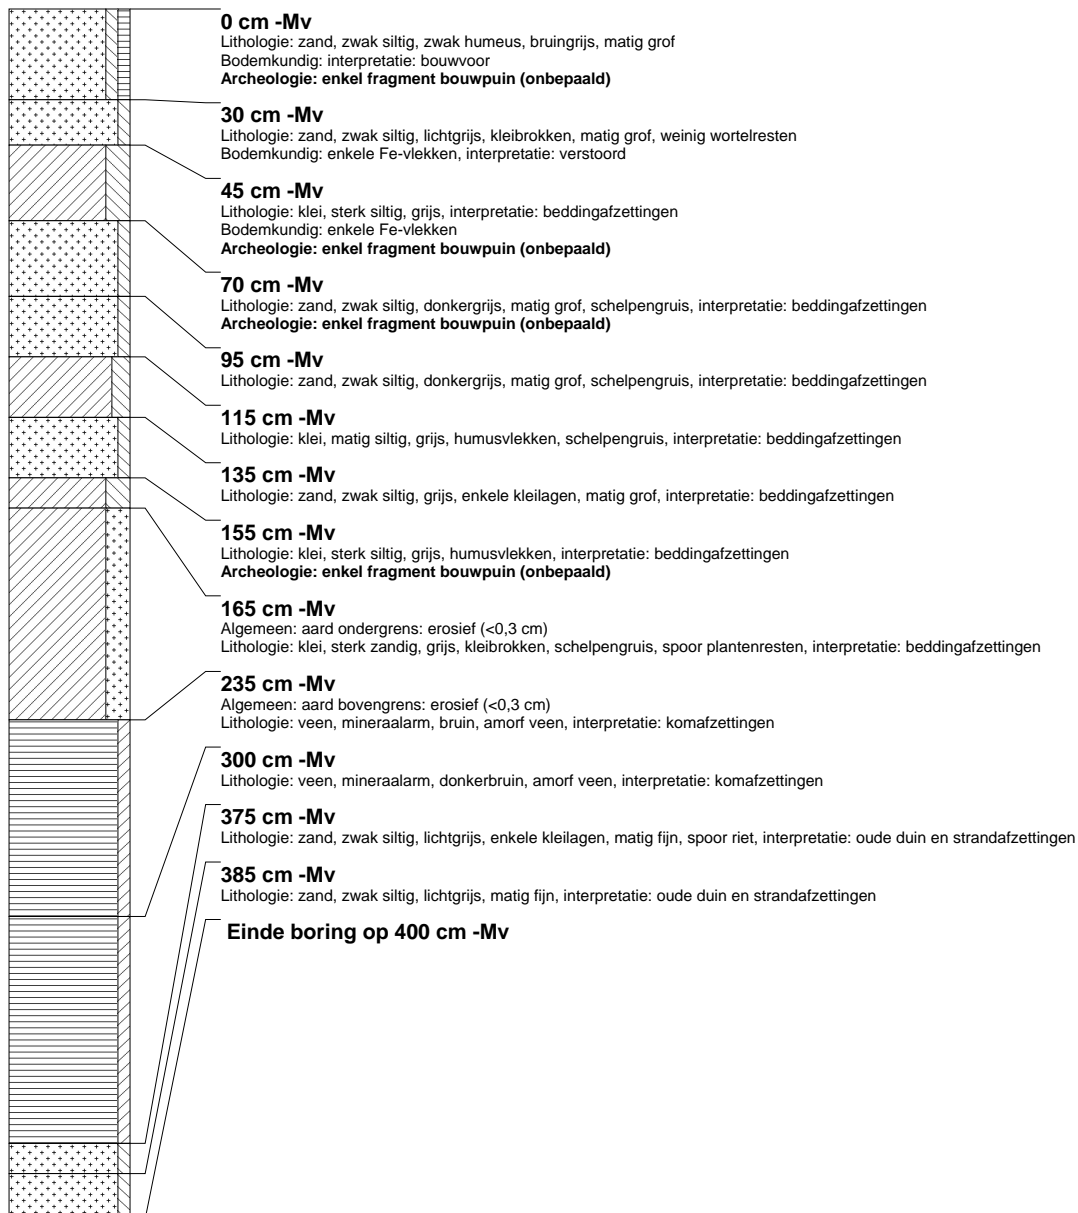 0 cm -Mv
Lithologie: zand, zwak siltig, zwak humeus, bruingrijs, matig grof
Bodemkundig: interpretatie: bouwvoor
Archeologie: enkel fragment bouwpuin (onbepaald)
30 cm -Mv
Lithologie: zand, zwak siltig, lichtgrijs, kleibrokken, matig grof, weinig wortelresten
Bodemkundig: enkele Fe-vlekken, interpretatie: verstoord
45 cm -Mv
Lithologie: klei, sterk siltig, grijs, interpretatie: beddingafzettingen
Bodemkundig: enkele Fe-vlekken
Archeologie: enkel fragment bouwpuin (onbepaald)
70 cm -Mv
Lithologie: zand, zwak siltig, donkergrijs, matig grof, schelpengruis, interpretatie: beddingafzettingen
Archeologie: enkel fragment bouwpuin (onbepaald)
95 cm -Mv
Lithologie: zand, zwak siltig, donkergrijs, matig grof, schelpengruis, interpretatie: beddingafzettingen
115 cm -Mv
Lithologie: klei, matig siltig, grijs, humusvlekken, schelpengruis, interpretatie: beddingafzettingen
135 cm -Mv
Lithologie: zand, zwak siltig, grijs, enkele kleilagen, matig grof, interpretatie: beddingafzettingen
155 cm -Mv
Lithologie: klei, sterk siltig, grijs, humusvlekken, interpretatie: beddingafzettingen
Archeologie: enkel fragment bouwpuin (onbepaald)
165 cm -Mv
Algemeen: aard ondergrens: erosief (<0,3 cm)
Lithologie: klei, sterk zandig, grijs, kleibrokken, schelpengruis, spoor plantenresten, interpretatie: beddingafzettingen
235 cm -Mv
Algemeen: aard bovengrens: erosief (<0,3 cm)
Lithologie: veen, mineraalarm, bruin, amorf veen, interpretatie: komafzettingen
300 cm -Mv
Lithologie: veen, mineraalarm, donkerbruin, amorf veen, interpretatie: komafzettingen
375 cm -Mv
Lithologie: zand, zwak siltig, lichtgrijs, enkele kleilagen, matig fijn, spoor riet, interpretatie: oude duin en strandafzettingen
385 cm -Mv
Lithologie: zand, zwak siltig, lichtgrijs, matig fijn, interpretatie: oude duin en strandafzettingen
Einde boring op 400 cm -Mv